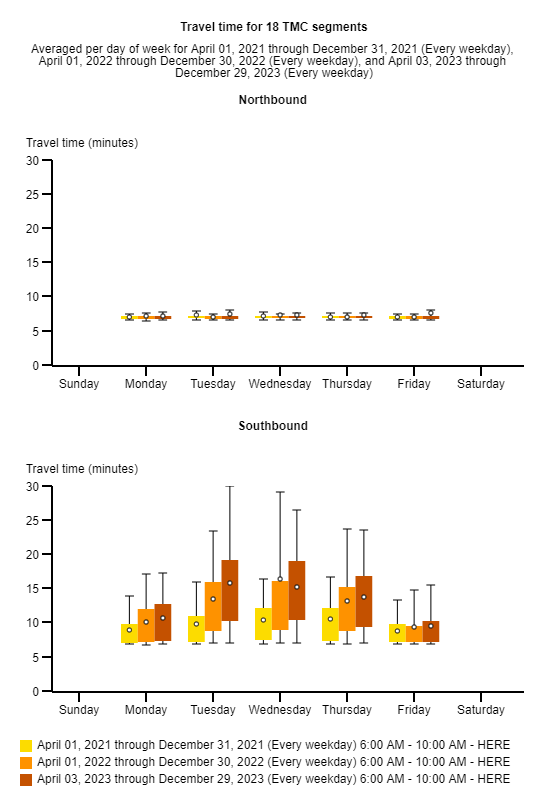 Travel time for 18 TMC segments
Averaged per day of week for April 01, 2021 through December 31, 2021 (Every weekday),
April 01, 2022 through December 30, 2022 (Every weekday), and April 03, 2023 through
December 29, 2023 (Every weekday)
Northbound
Travel time (minutes)
30
25
20
15
10
5
0
Sunday Monday Tuesday Wednesday Thursday Friday Saturday
Southbound
Travel time (minutes)
30
25
20
15
10
5
0
Sunday Monday Tuesday Wednesday Thursday Friday Saturday
April 01, 2021 through December 31, 2021 (Every weekday) 6:00 AM - 10:00 AM - HERE
April 01, 2022 through December 30, 2022 (Every weekday) 6:00 AM - 10:00 AM - HERE
April 03, 2023 through December 29, 2023 (Every weekday) 6:00 AM - 10:00 AM - HERE